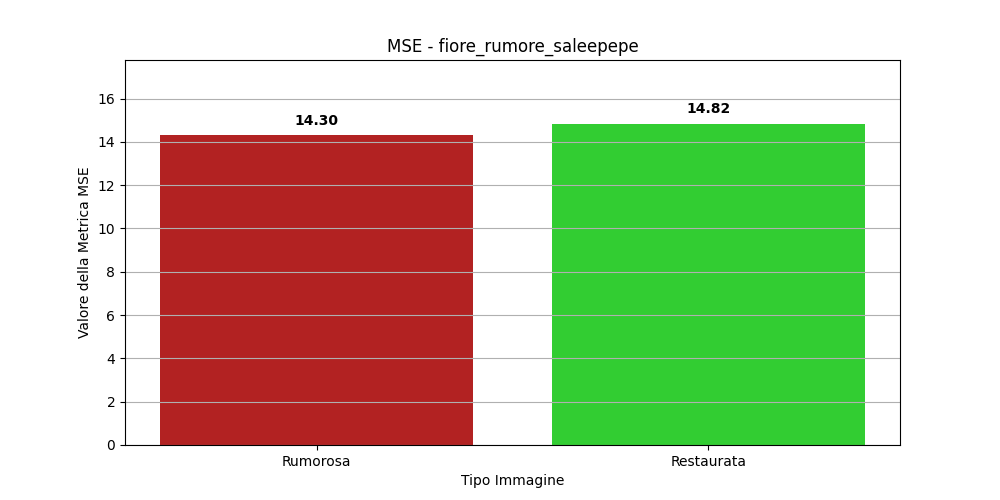 MSE - fiore_rumore_saleepepe
Valore della Metrica MSE
16
14
12
10
8
6
4
2
0
14.30
14.82
Rumorosa
Restaurata
Tipo Immagine